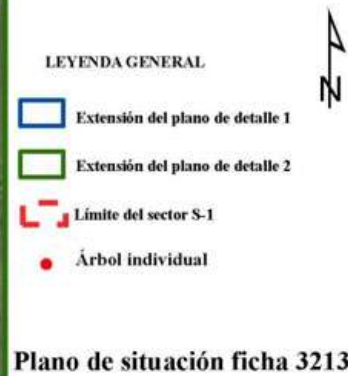 LEYENDA GENERAL
N
Extensión del plano de detalle 1
Extensión del plano de detalle 2
Límite del sector S-1
Árbol individual
Plano de situación ficha 3213